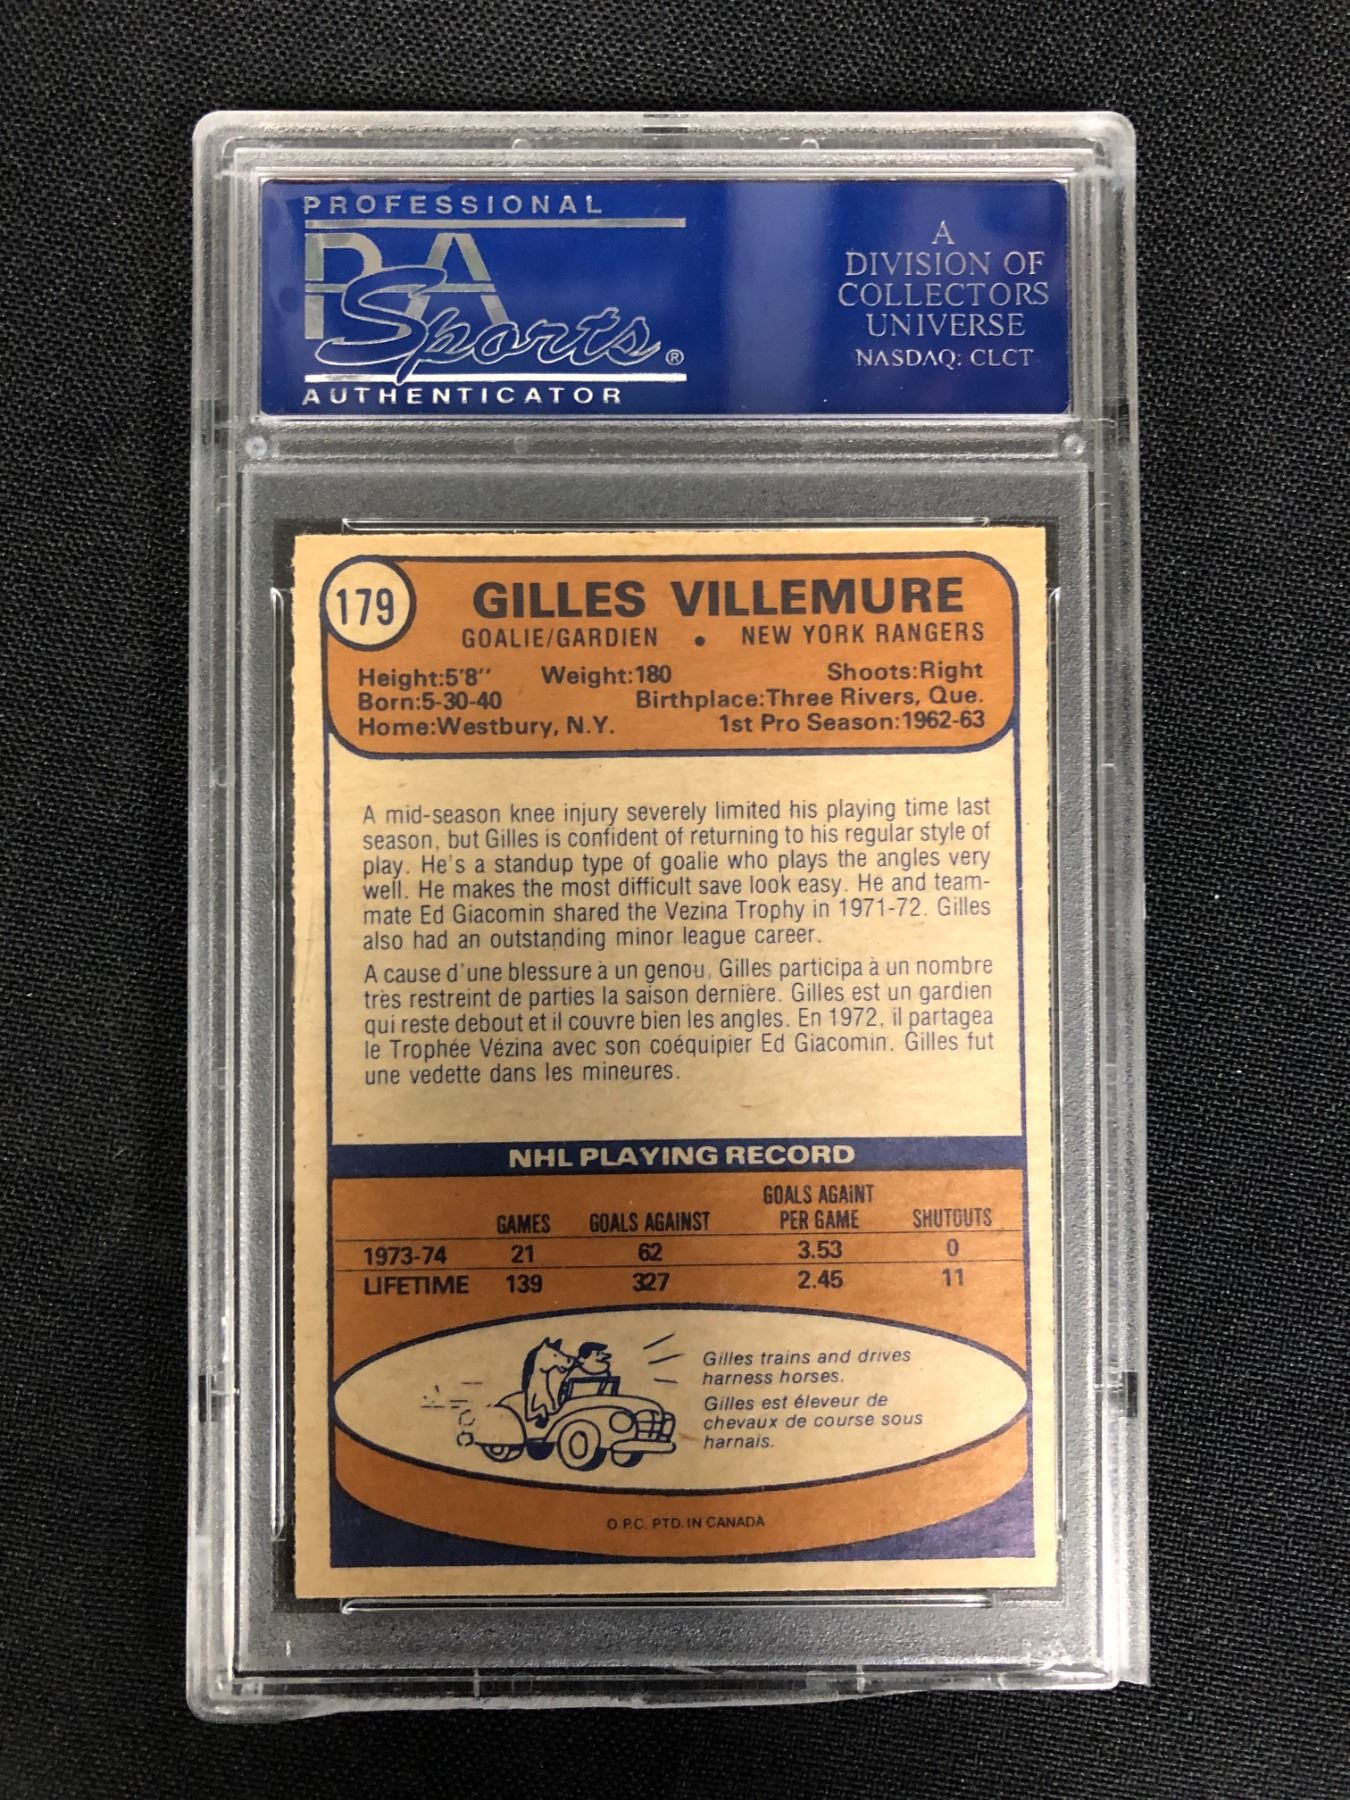 PROFESSIONAL
PSA
Sports®
AUTHENTICATOR
A
DIVISION OF
COLLECTORS
UNIVERSE
NASDAQ: CLCT
179
GILLES VILLEMURE
GOALIE/GARDIEN • NEW YORK RANGERS
Height:5'8" Weight:180 Shoots:Right
Born:5-30-40 Birthplace:Three Rivers, Que.
Home:Westbury, N.Y. 1st Pro Season:1962-63
A mid-season knee injury severely limited his playing time last
season, but Gilles is confident of returning to his regular style of
play. He's a standup type of goalie who plays the angles very
well. He makes the most difficult save look easy. He and team-
mate Ed Giacomin shared the Vezina Trophy in 1971-72. Gilles
also had an outstanding minor league career.
A cause d'une blessure à un genou, Gilles participa à un nombre
très restreint de parties la saison dernière. Gilles est un gardien
qui reste debout et il couvre bien les angles. En 1972, il partagea
le Trophée Vézina avec son coéquipier Ed Giacomin. Gilles fut
une vedette dans les mineures.
NHL PLAYING RECORD
GOALS AGAINT
GAMES GOALS AGAINST PER GAME SHUTOUTS
1973-74 21 62 3.53 0
LIFETIME 139 327 2.45 11
Gilles trains and drives
harness horses.
Gilles est éleveur de
chevaux de course sous
harnais.
O.P.C. PTD. IN CANADA